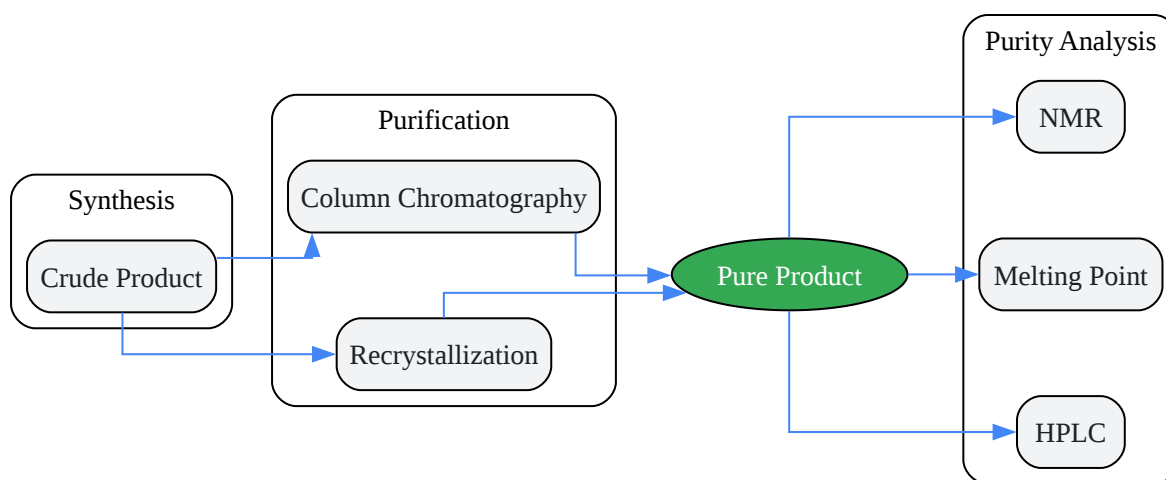 Synthesis
Crude Product
Purification
Column Chromatography
Recrystallization
Pure Product
Purity Analysis
NMR
Melting Point
HPLC